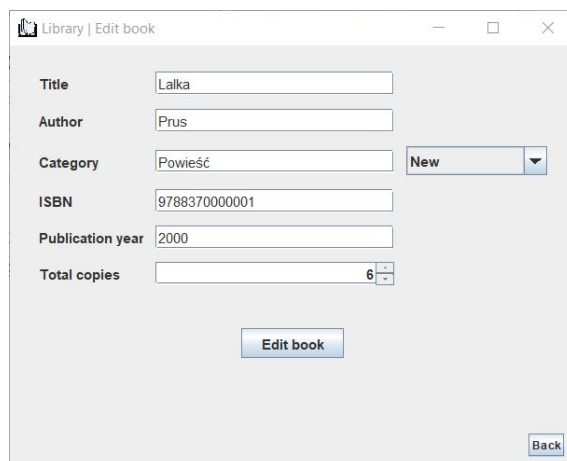 Library | Edit book
Title Lalka
Author Prus
Category Powieść New
ISBN 9788370000001
Publication year 2000
Total copies 6
Edit book
Back